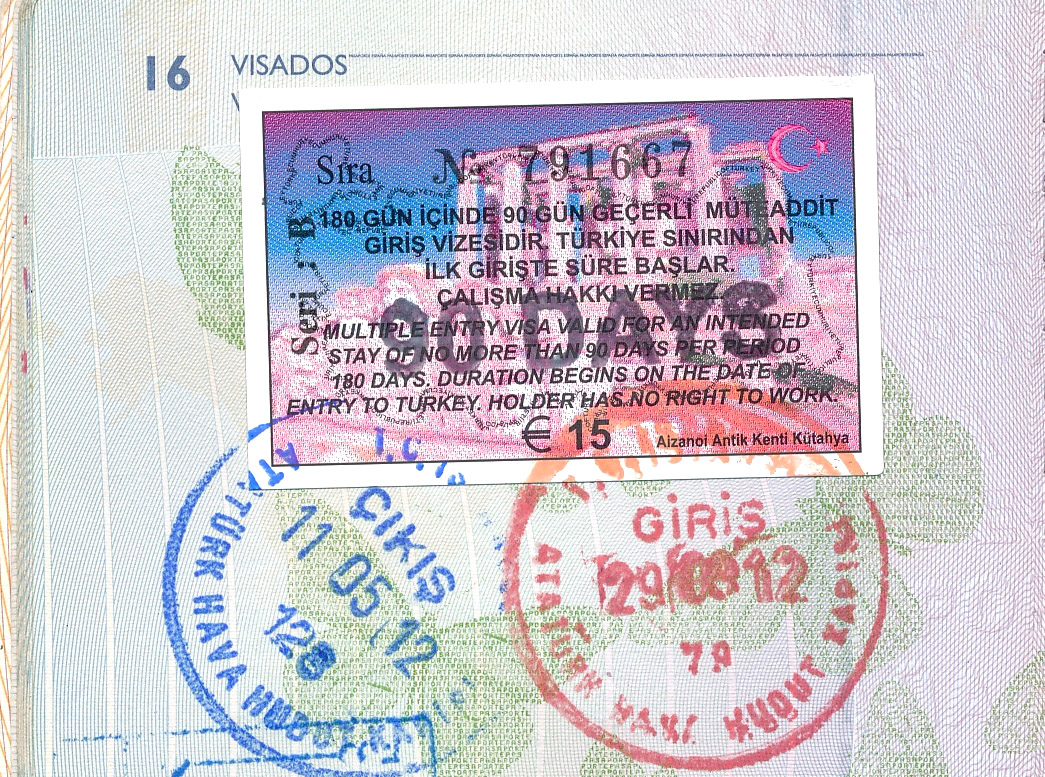 16 VISADOS
Sıra № 791667
Seri : B
180 GÜN İÇİNDE 90 GÜN GEÇERLİ MÜTEADDİT
GİRİŞ VİZESİDİR. TÜRKİYE SINIRINDAN
İLK GİRİŞTE SÜRE BAŞLAR.
ÇALIŞMA HAKKI VERMEZ.
90 DAYS
MULTIPLE ENTRY VISA VALID FOR AN INTENDED
STAY OF NO MORE THAN 90 DAYS PER PERIOD
180 DAYS. DURATION BEGINS ON THE DATE OF
ENTRY TO TURKEY. HOLDER HAS NO RIGHT TO WORK.
€ 15
Aizanoi Antik Kenti Kütahya
ÇIKIŞ
11 05 12
128
ATATÜRK HAVA HUDUT
GİRİŞ
79
ATATÜRK HAVA HUDUT KAPISI